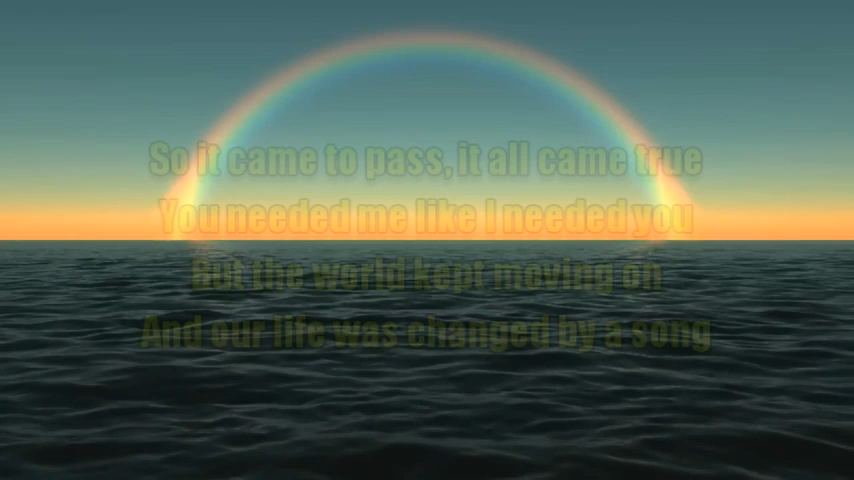 So it came to pass, it all came true
You needed me like I needed you
But the world kept moving on
And our life was changed by a song